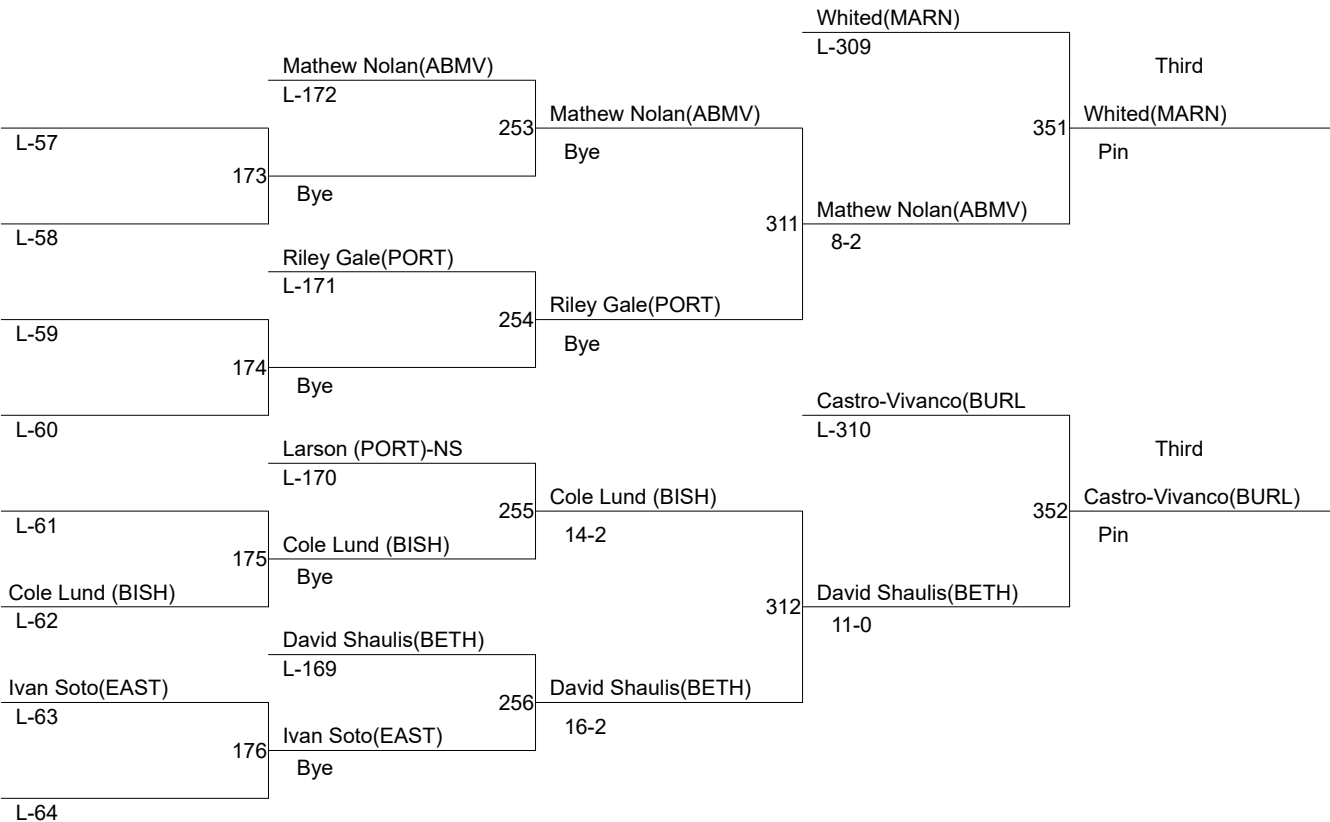 Whited(MARN)
L-309
Mathew Nolan(ABMV)
L-172
Third
253
Mathew Nolan(ABMV)
351
Whited(MARN)
L-57
Bye
Pin
173
Bye
Mathew Nolan(ABMV)
311
L-58
8-2
Riley Gale(PORT)
L-171
Riley Gale(PORT)
254
L-59
Bye
174
Bye
Castro-Vivanco(BURL
L-60
L-310
Larson (PORT)-NS
Third
L-170
Cole Lund (BISH)
Castro-Vivanco(BURL)
255
352
L-61
14-2
Pin
Cole Lund (BISH)
175
Bye
Cole Lund (BISH)
David Shaulis(BETH)
312
L-62
11-0
David Shaulis(BETH)
L-169
Ivan Soto(EAST)
David Shaulis(BETH)
256
L-63
16-2
Ivan Soto(EAST)
176
Bye
L-64